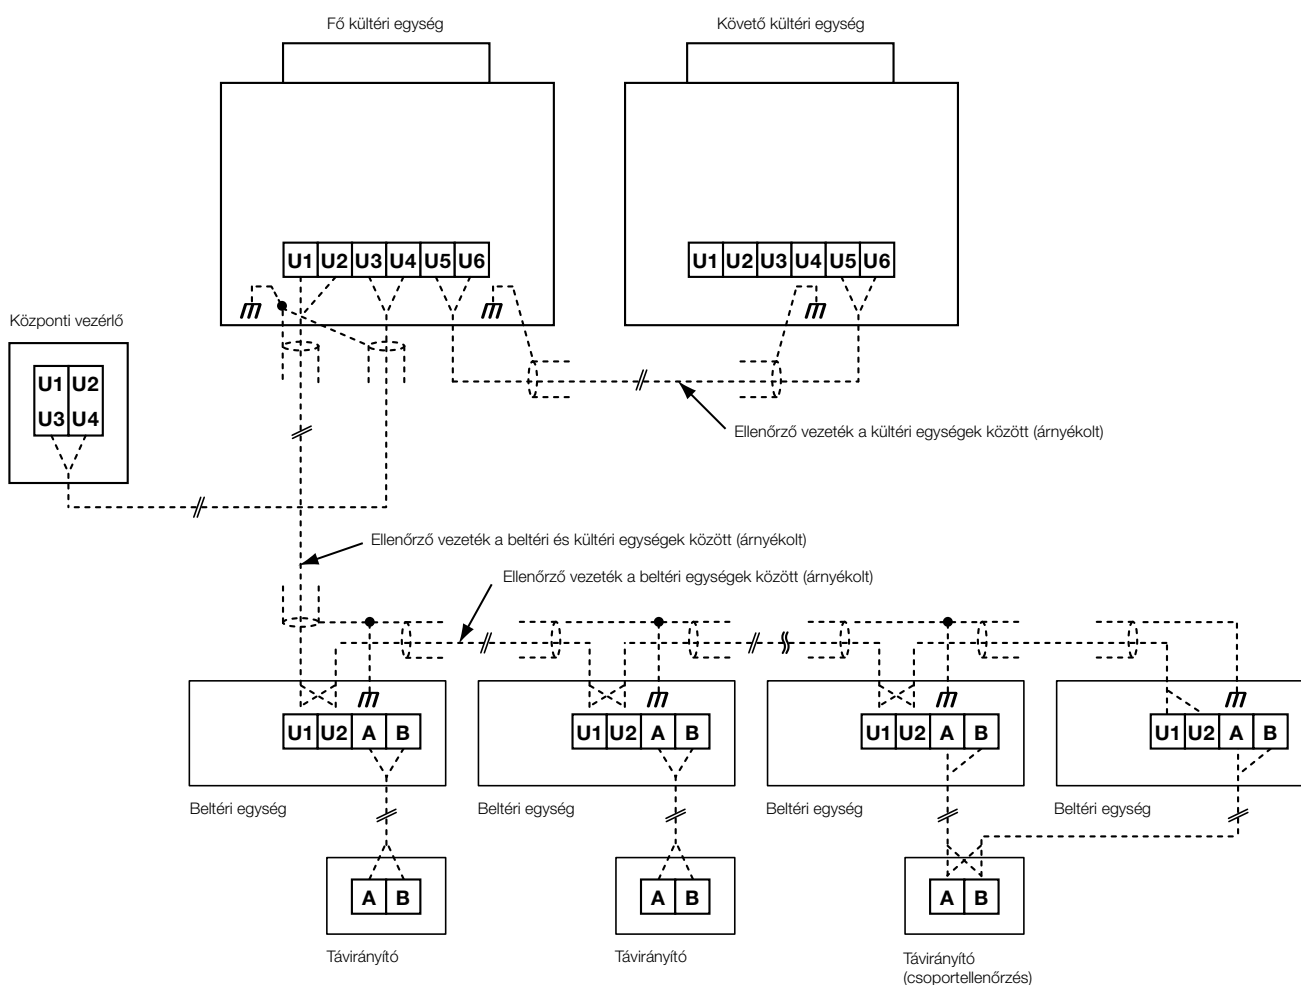 Fő kültéri egység
Követő kültéri egység
U1 U2 U3 U4 U5 U6
U1 U2 U3 U4 U5 U6
Központi vezérlő
U1 U2
U3 U4
Ellenőrző vezeték a kültéri egységek között (árnyékolt)
Ellenőrző vezeték a beltéri és kültéri egységek között (árnyékolt)
Ellenőrző vezeték a beltéri egységek között (árnyékolt)
U1 U2 A B
U1 U2 A B
U1 U2 A B
U1 U2 A B
Beltéri egység
Beltéri egység
Beltéri egység
Beltéri egység
A B
A B
A B
Távirányító
Távirányító
Távirányító
(csoportellenőrzés)